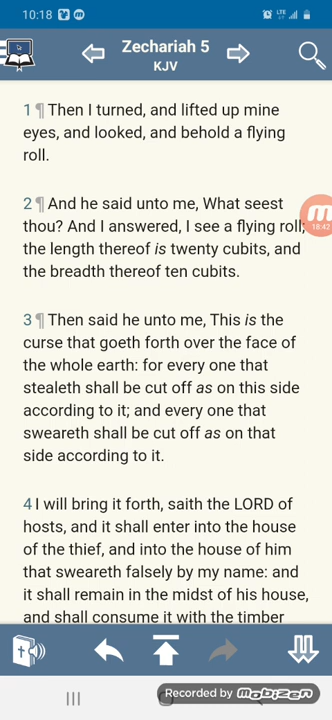 10:18
LTE
Zechariah 5
KJV
1 ¶ Then I turned, and lifted up mine
eyes, and looked, and behold a flying
roll.
2 ¶ And he said unto me, What seest
thou? And I answered, I see a flying roll;
the length thereof is twenty cubits, and
the breadth thereof ten cubits.
18:42
3 ¶ Then said he unto me, This is the
curse that goeth forth over the face of
the whole earth: for every one that
stealeth shall be cut off as on this side
according to it; and every one that
sweareth shall be cut off as on that
side according to it.
4 I will bring it forth, saith the LORD of
hosts, and it shall enter into the house
of the thief, and into the house of him
that sweareth falsely by my name: and
it shall remain in the midst of his house,
and shall consume it with the timber
Recorded by mobizen